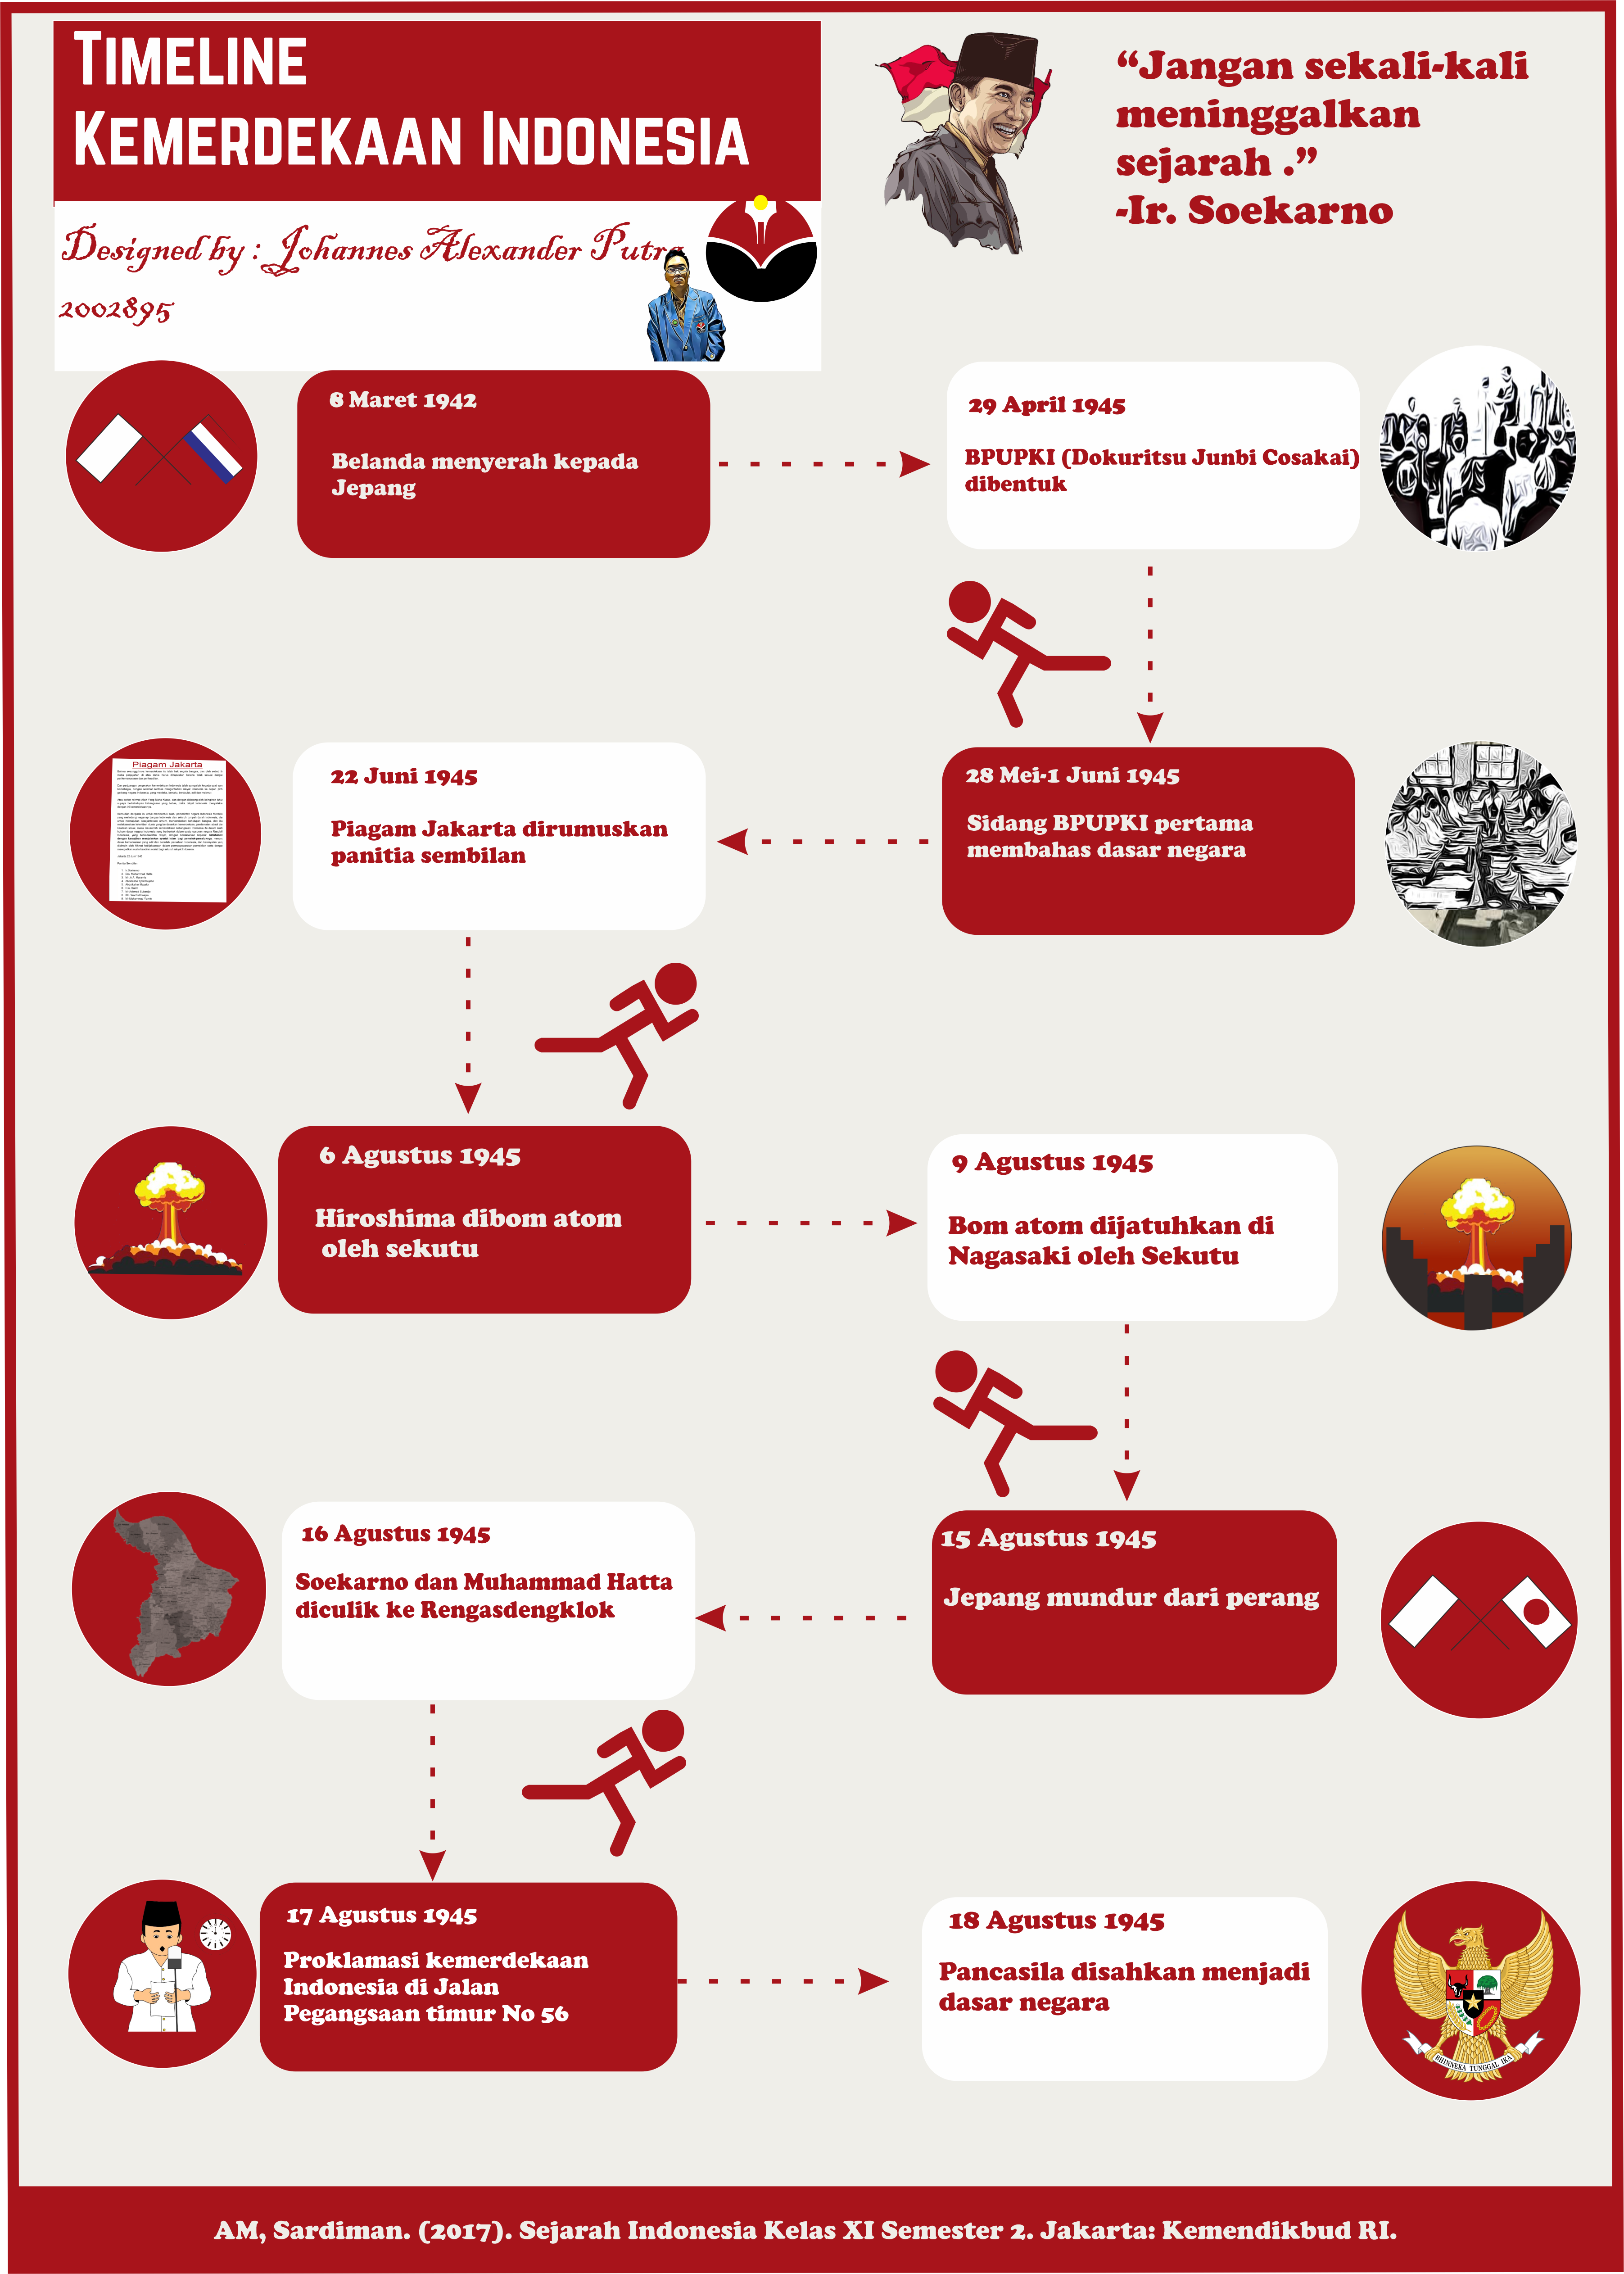 TIMELINE
KEMERDEKAAN INDONESIA
Designed by : Johannes Alexander Putra
2002895
“Jangan sekali-kali
meninggalkan
sejarah .”
-Ir. Soekarno
8 Maret 1942
Belanda menyerah kepada
Jepang
29 April 1945
BPUPKI (Dokuritsu Junbi Cosakai)
dibentuk
28 Mei-1 Juni 1945
Sidang BPUPKI pertama
membahas dasar negara
22 Juni 1945
Piagam Jakarta dirumuskan
panitia sembilan
Piagam Jakarta
6 Agustus 1945
Hiroshima dibom atom
oleh sekutu
9 Agustus 1945
Bom atom dijatuhkan di
Nagasaki oleh Sekutu
15 Agustus 1945
Jepang mundur dari perang
16 Agustus 1945
Soekarno dan Muhammad Hatta
diculik ke Rengasdengklok
17 Agustus 1945
Proklamasi kemerdekaan
Indonesia di Jalan
Pegangsaan timur No 56
18 Agustus 1945
Pancasila disahkan menjadi
dasar negara
BHINNEKA TUNGGAL IKA
AM, Sardiman. (2017). Sejarah Indonesia Kelas XI Semester 2. Jakarta: Kemendikbud RI.